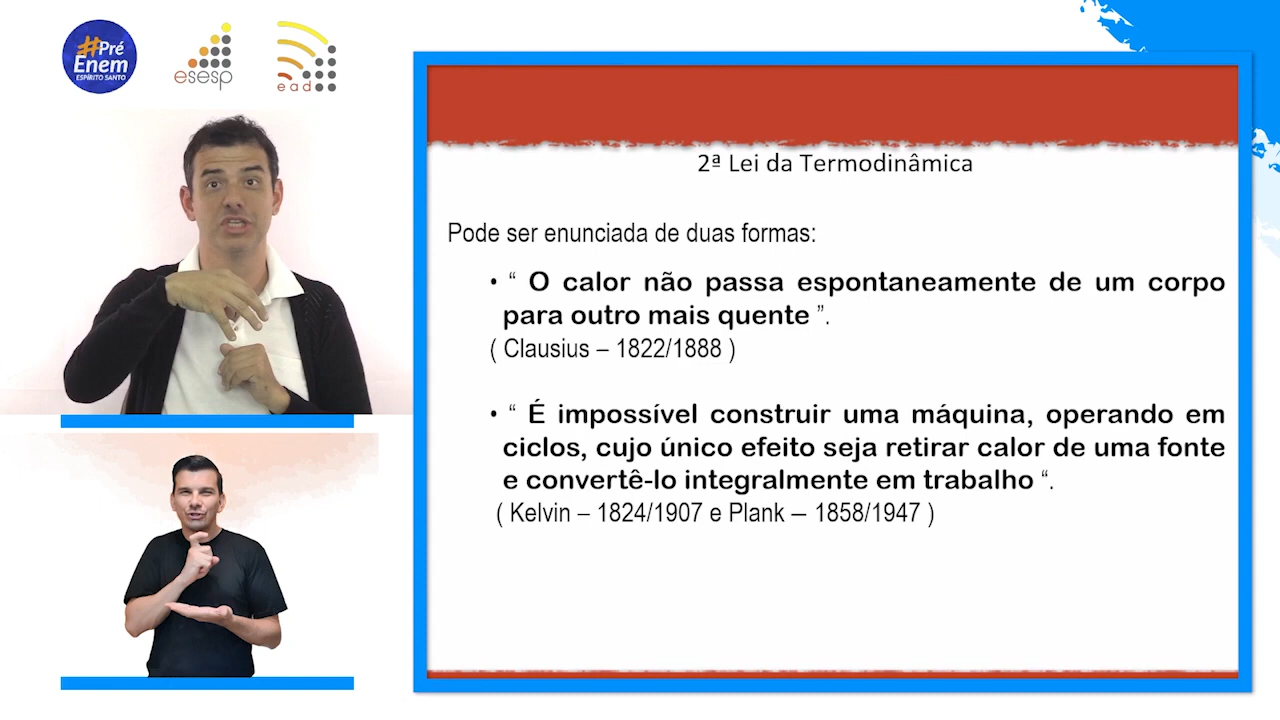 #Pré
Enem
ESPÍRITO SANTO
esesp
ead
2ª Lei da Termodinâmica
Pode ser enunciada de duas formas:
• “ O calor não passa espontaneamente de um corpo
para outro mais quente ”.
( Clausius – 1822/1888 )
• “ É impossível construir uma máquina, operando em
ciclos, cujo único efeito seja retirar calor de uma fonte
e convertê-lo integralmente em trabalho “.
( Kelvin – 1824/1907 e Plank – 1858/1947 )